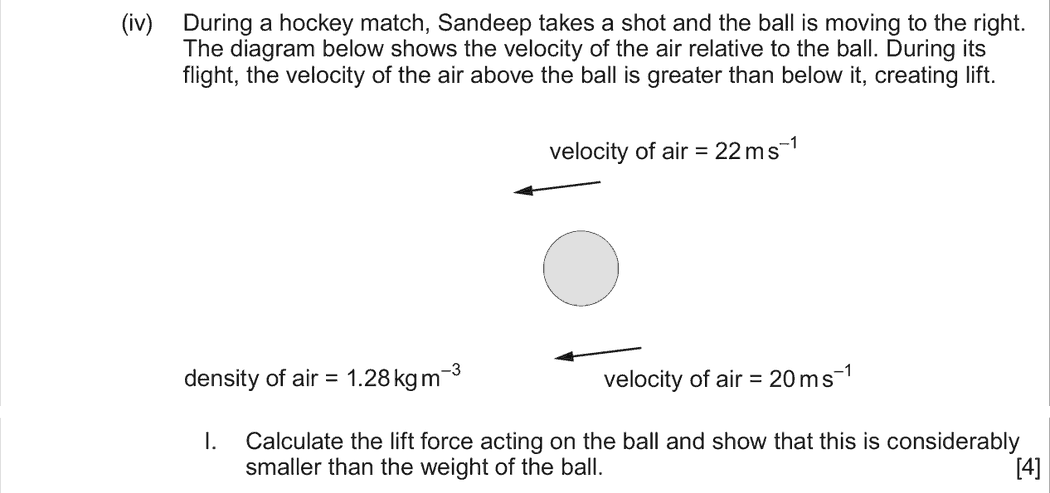 (iv) During a hockey match, Sandeep takes a shot and the ball is moving to the right.
The diagram below shows the velocity of the air relative to the ball. During its
flight, the velocity of the air above the ball is greater than below it, creating lift.
velocity of air = 22 m s⁻¹
density of air = 1.28 kg m⁻³
velocity of air = 20 m s⁻¹
I. Calculate the lift force acting on the ball and show that this is considerably
smaller than the weight of the ball. [4]